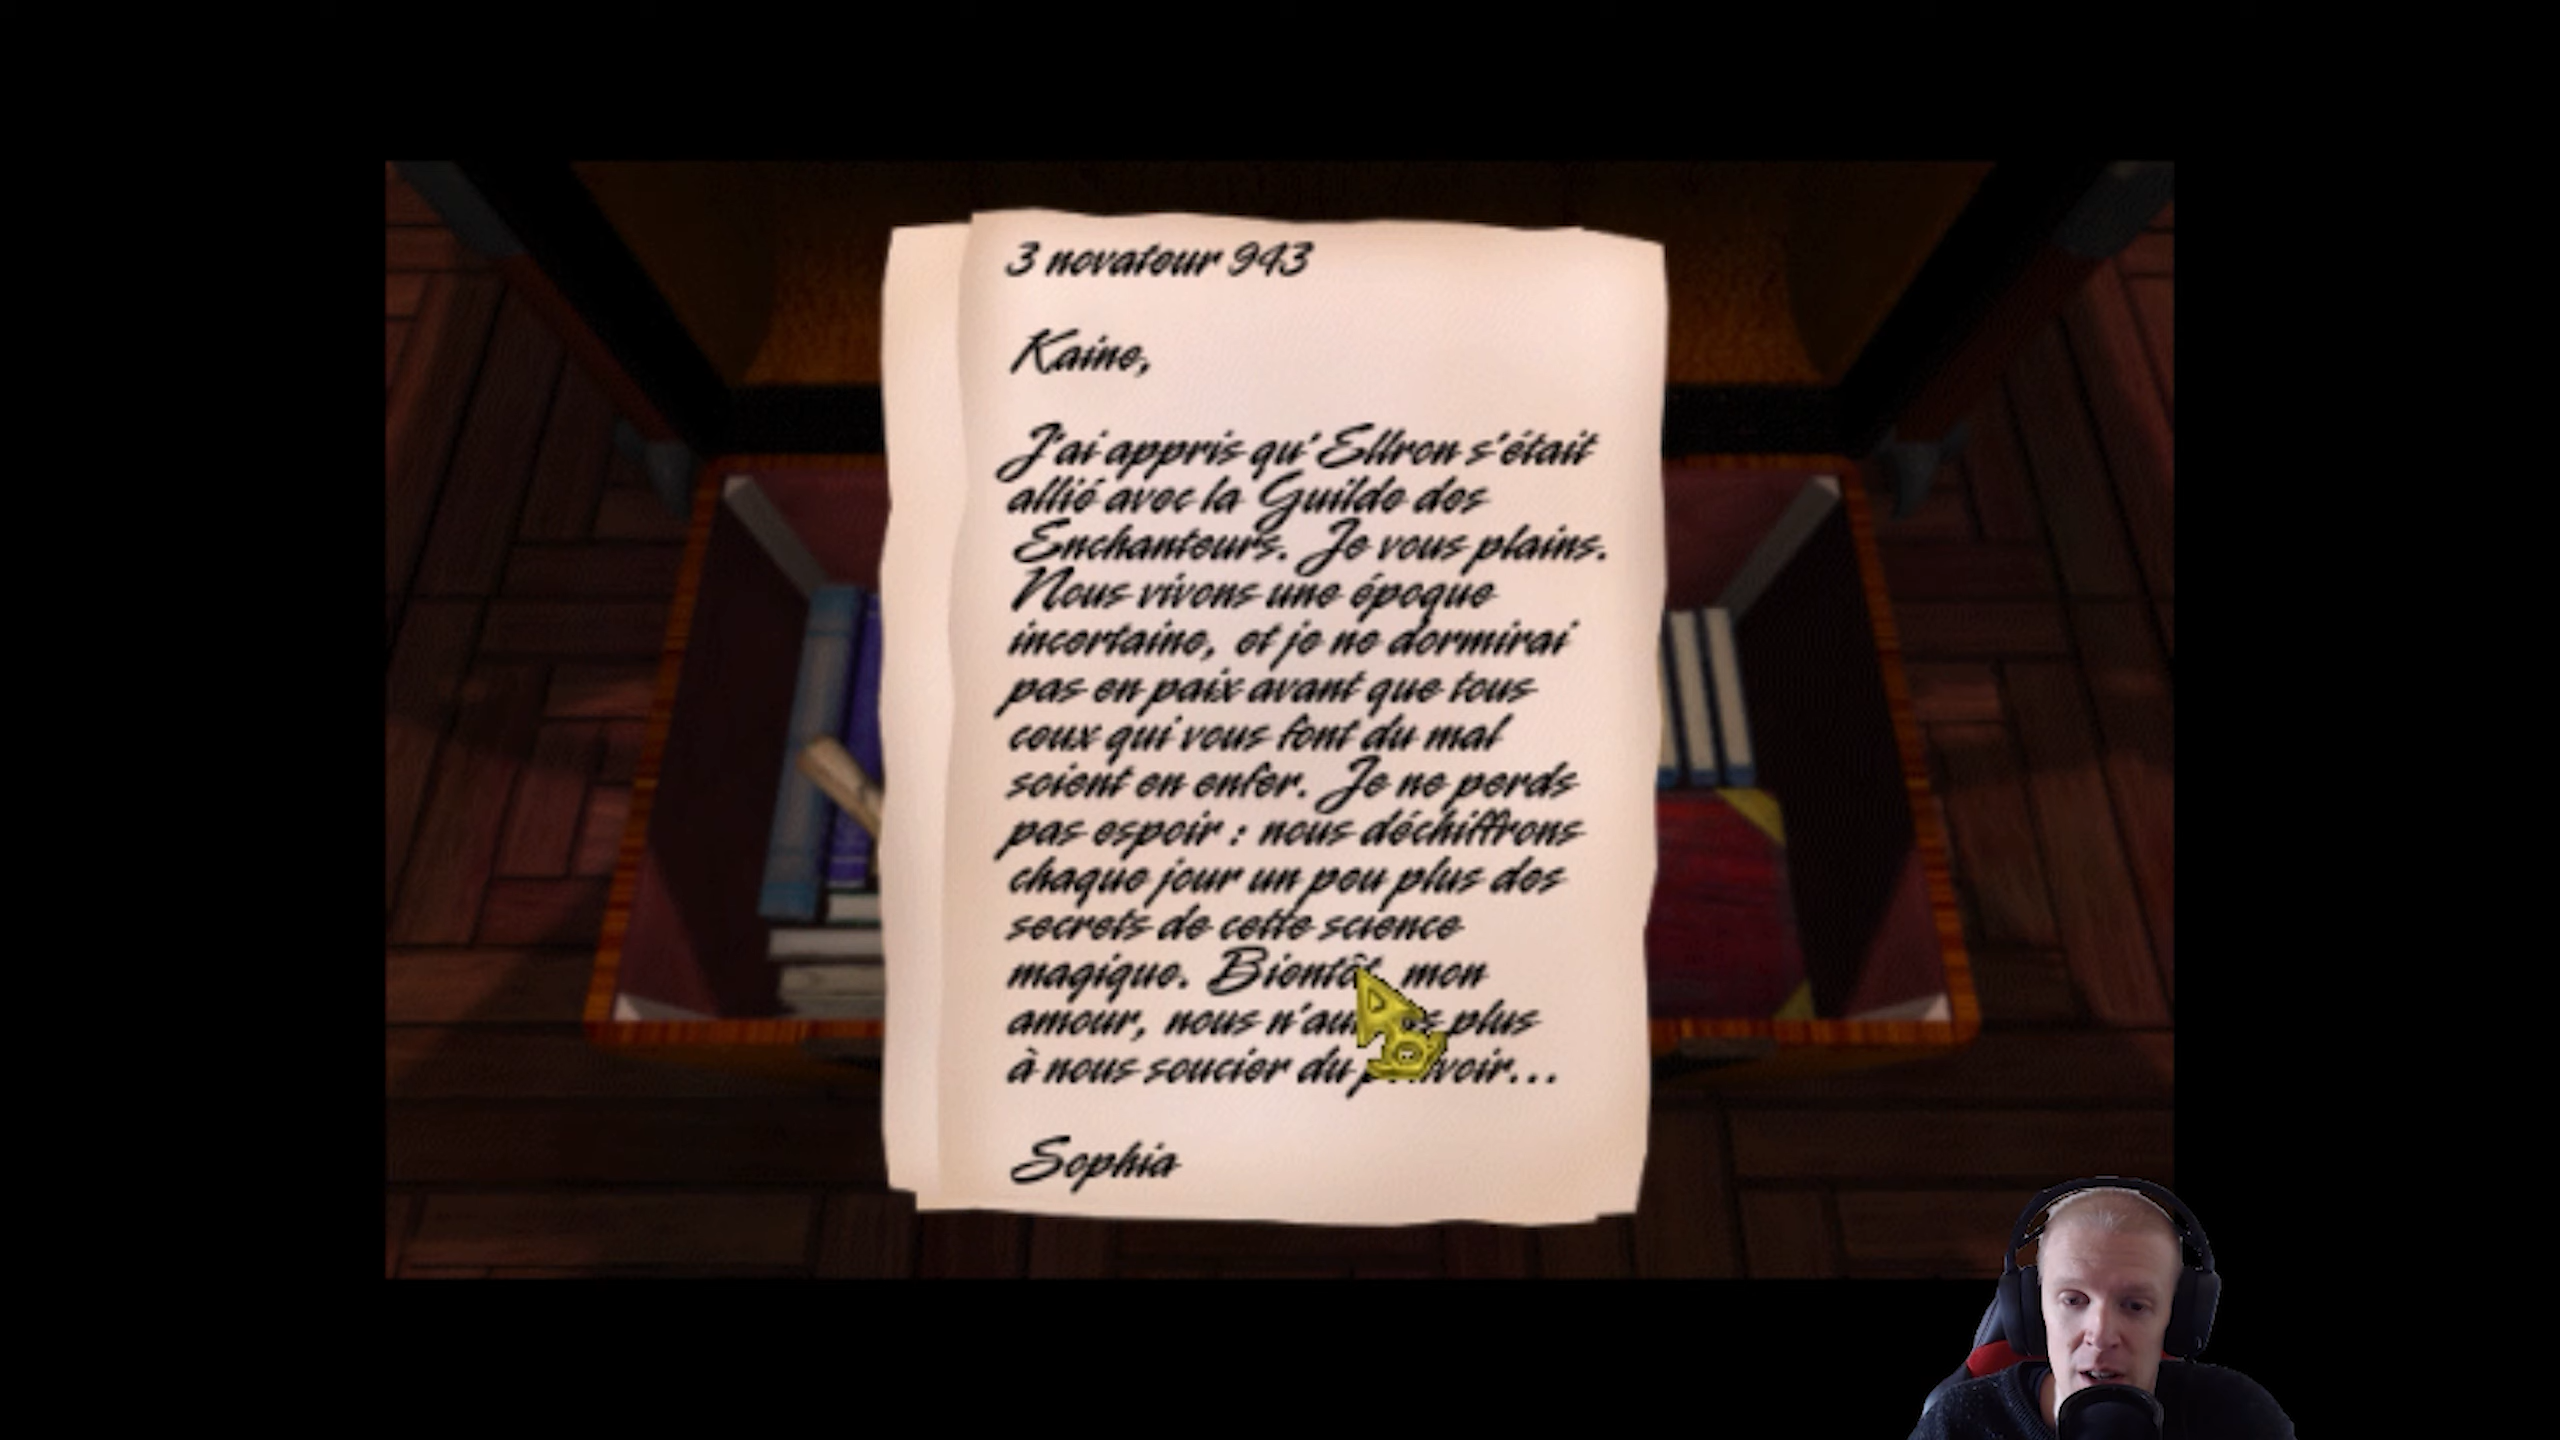 3 novateur 943
Kaine,
J'ai appris qu'Ellron s'était
allié avec la Guilde des
Enchanteurs. Je vous plains.
Nous vivons une époque
incertaine, et je ne dormirai
pas en paix avant que tous
ceux qui vous font du mal
soient en enfer. Je ne perds
pas espoir : nous déchiffrons
chaque jour un peu plus des
secrets de cette science
magique. Bientôt, mon
amour, nous plus
à nous soucier du
Sophia